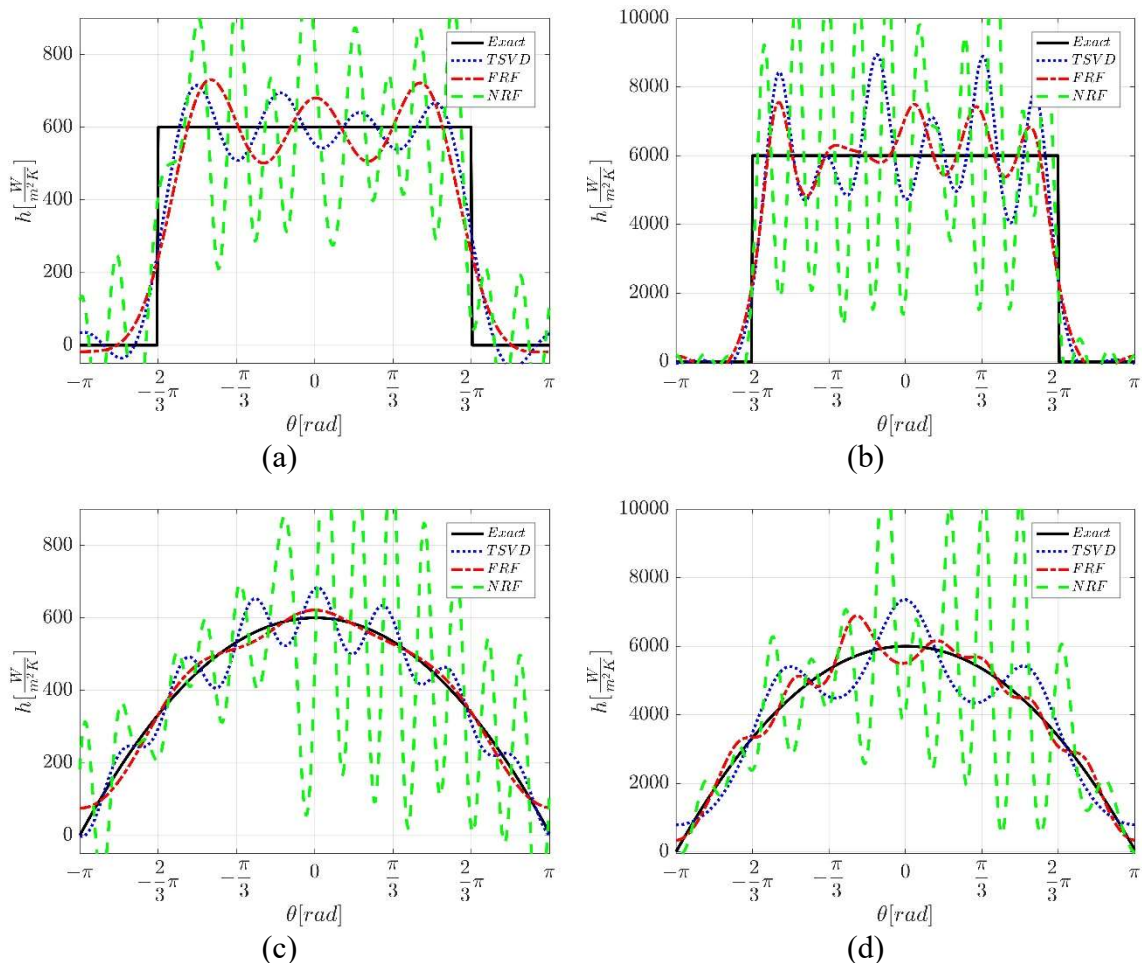 800
600
400
200
0
h[W/m²K]
Exact
TSVD
FRF
NRF
−π
−2/3π
−π/3
0
π/3
2/3π
π
θ[rad]
(a)
10000
8000
6000
4000
2000
0
h[W/m²K]
Exact
TSVD
FRF
NRF
−π
−2/3π
−π/3
0
π/3
2/3π
π
θ[rad]
(b)
800
600
400
200
0
h[W/m²K]
Exact
TSVD
FRF
NRF
−π
−2/3π
−π/3
0
π/3
2/3π
π
θ[rad]
(c)
10000
8000
6000
4000
2000
0
h[W/m²K]
Exact
TSVD
FRF
NRF
−π
−2/3π
−π/3
0
π/3
2/3π
π
θ[rad]
(d)